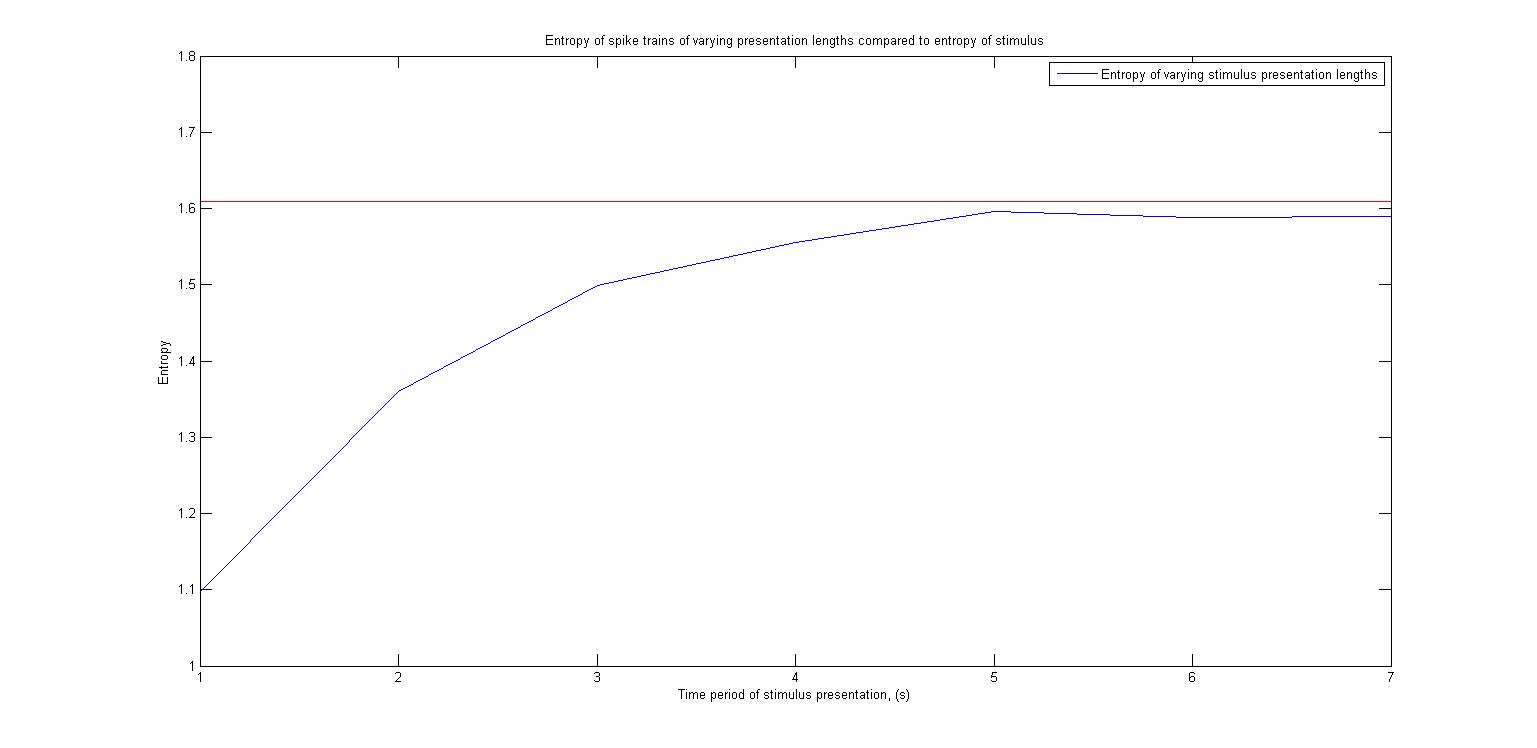 Entropy of spike trains of varying presentation lengths compared to entropy of stimulus
Entropy of varying stimulus presentation lengths
1.8
1.7
1.6
1.5
1.4
1.3
1.2
1.1
1
Entropy
1 2 3 4 5 6 7
Time period of stimulus presentation, (s)